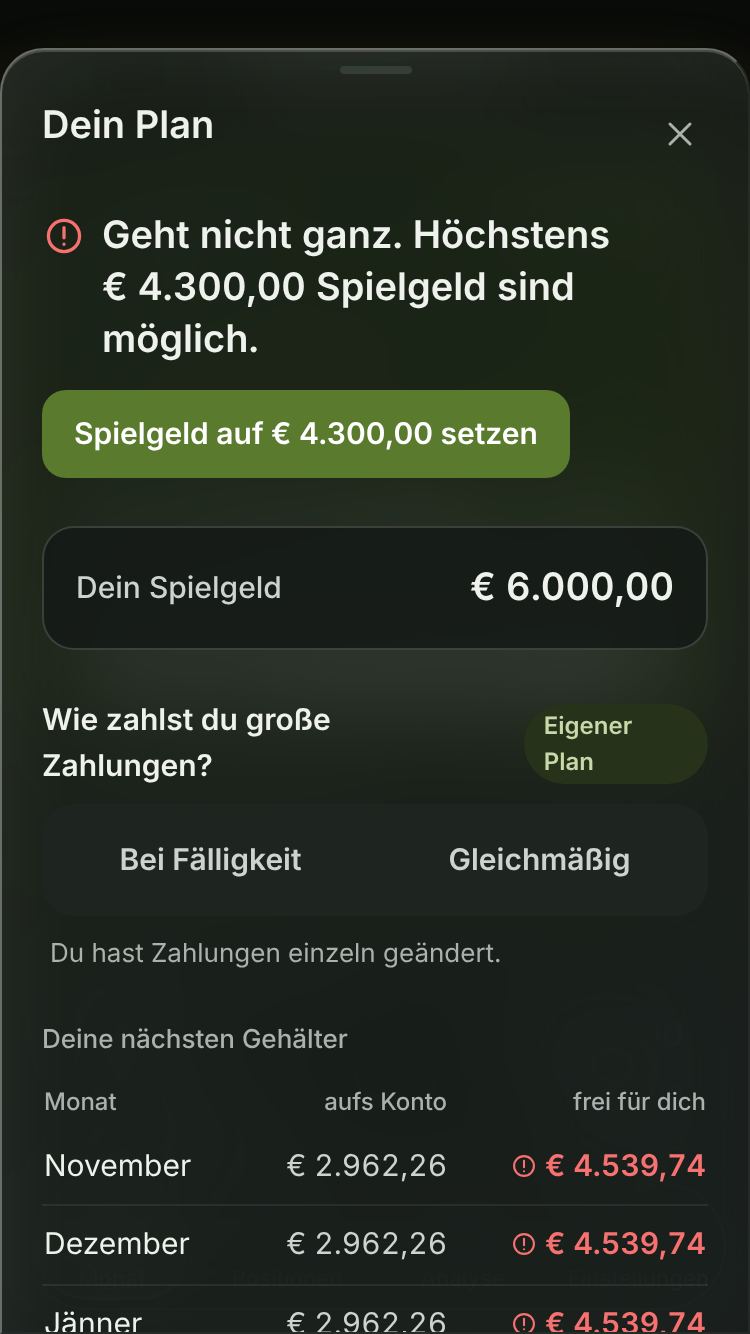 Dein Plan
Geht nicht ganz. Höchstens
€ 4.300,00 Spielgeld sind
möglich.
Spielgeld auf € 4.300,00 setzen
Dein Spielgeld € 6.000,00
Wie zahlst du große
Zahlungen?
Eigener
Plan
Bei Fälligkeit Gleichmäßig
Du hast Zahlungen einzeln geändert.
Deine nächsten Gehälter
Monat aufs Konto frei für dich
November € 2.962,26 € 4.539,74
Dezember € 2.962,26 € 4.539,74
Jänner € 2.962,26 € 4.539,74